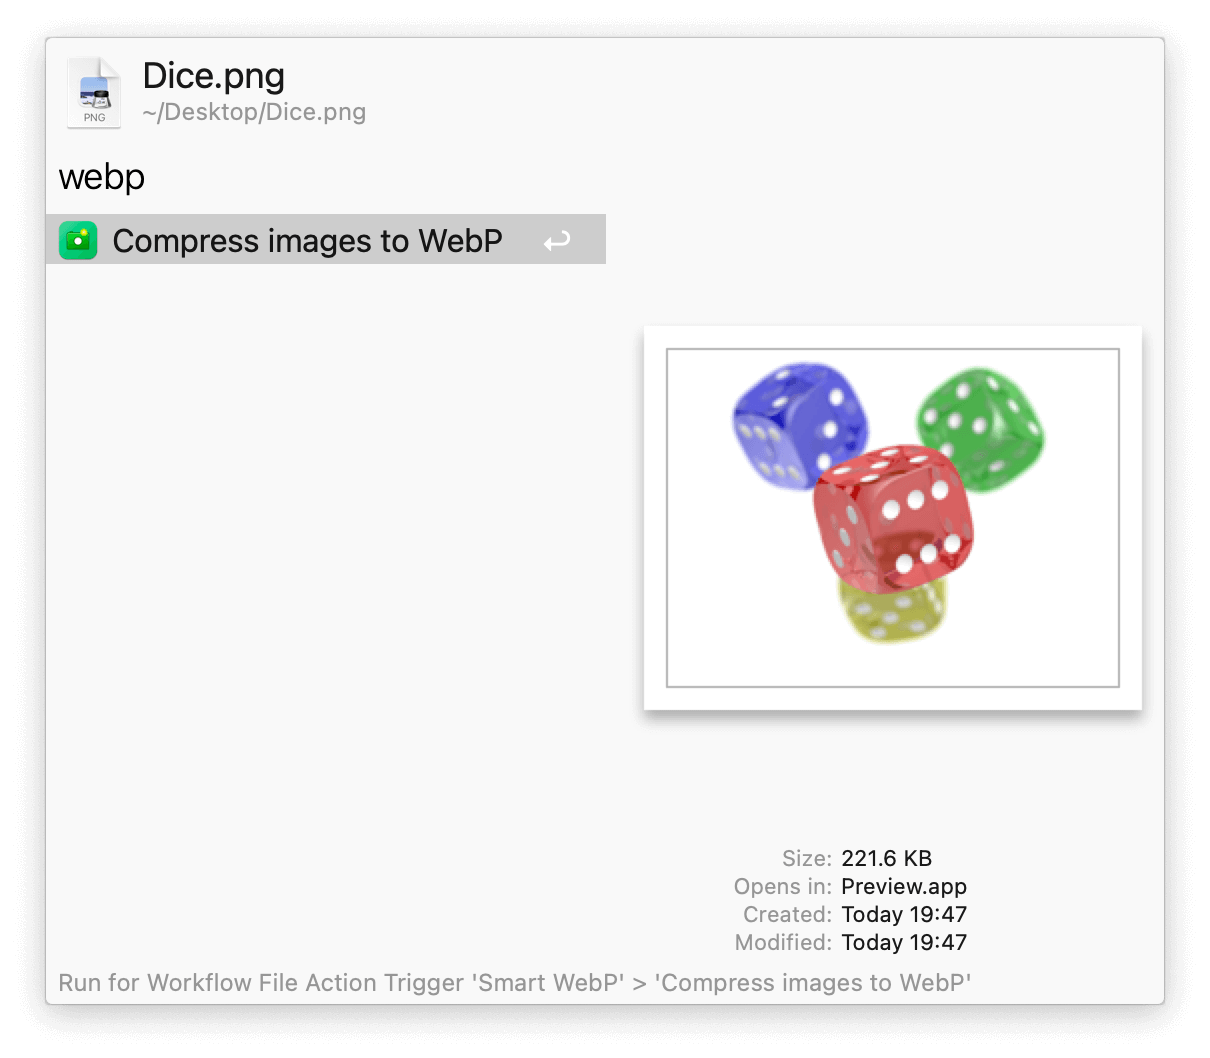 Dice.png
~/Desktop/Dice.png
PNG
webp
Compress images to WebP
Size: 221.6 KB
Opens in: Preview.app
Created: Today 19:47
Modified: Today 19:47
Run for Workflow File Action Trigger 'Smart WebP' > 'Compress images to WebP'